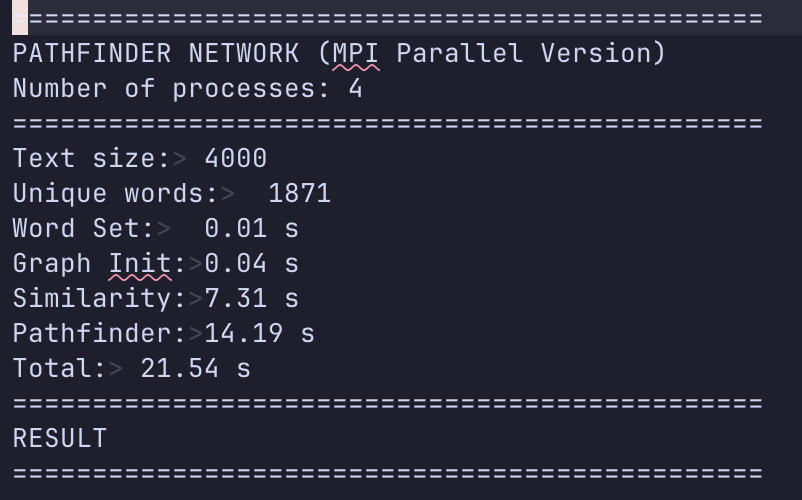 ===============================================
PATHFINDER NETWORK (MPI Parallel Version)
Number of processes: 4
===============================================
Text size:> 4000
Unique words:>  1871
Word Set:>  0.01 s
Graph Init:>0.04 s
Similarity:>7.31 s
Pathfinder:>14.19 s
Total:> 21.54 s
===============================================
RESULT
===============================================